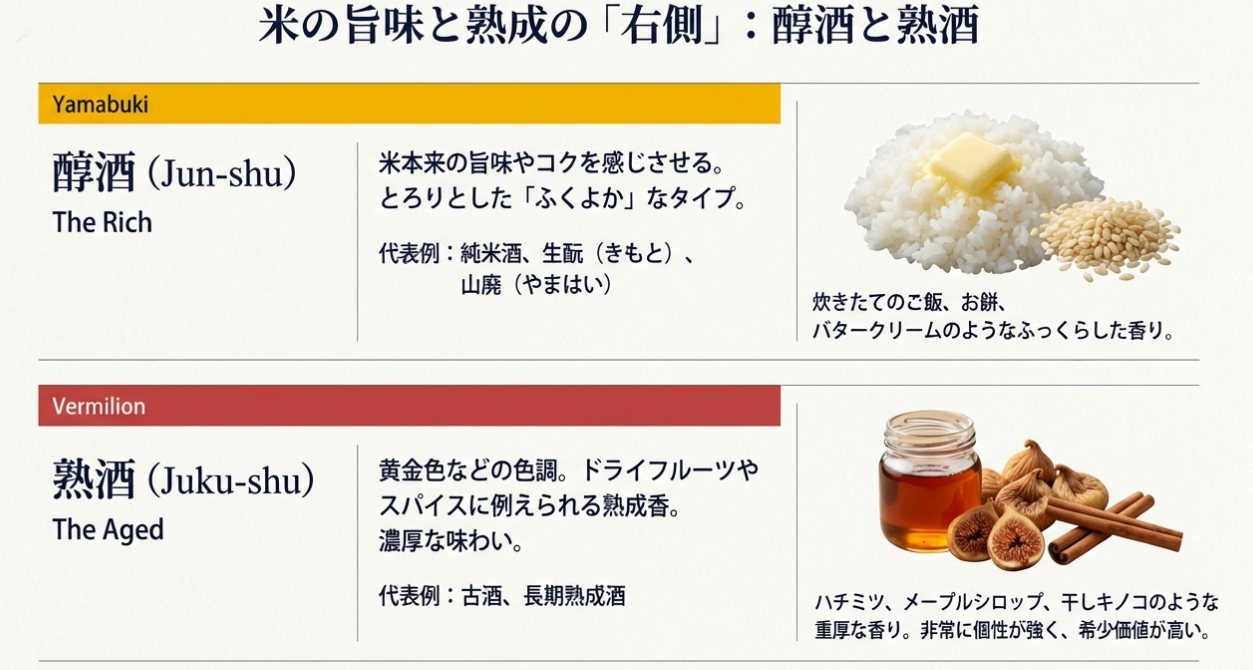 米の旨味と熟成の「右側」：醇酒と熟酒
Yamabuki
醇酒（Jun-shu）
The Rich
米本来の旨味やコクを感じさせる。
とろりとした「ふくよか」なタイプ。
代表例：純米酒、生酛（きもと）、
山廃（やまはい）
炊きたてのご飯、お餅、
バタークリームのようなふっくらした香り。
Vermilion
熟酒（Juku-shu）
The Aged
黄金色などの色調。ドライフルーツや
スパイスに例えられる熟成香。
濃厚な味わい。
代表例：古酒、長期熟成酒
ハチミツ、メープルシロップ、干しキノコのような
重厚な香り。非常に個性が強く、希少価値が高い。